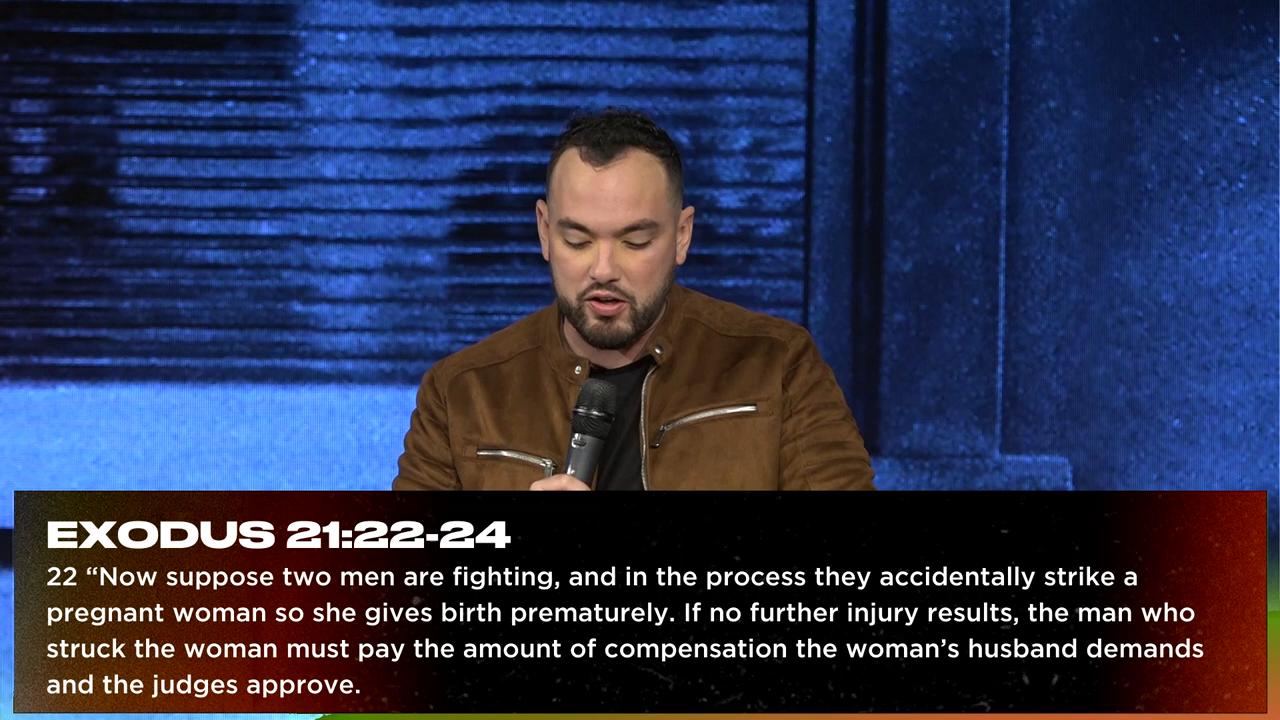 EXODUS 21:22-24
22 “Now suppose two men are fighting, and in the process they accidentally strike a
pregnant woman so she gives birth prematurely. If no further injury results, the man who
struck the woman must pay the amount of compensation the woman’s husband demands
and the judges approve.